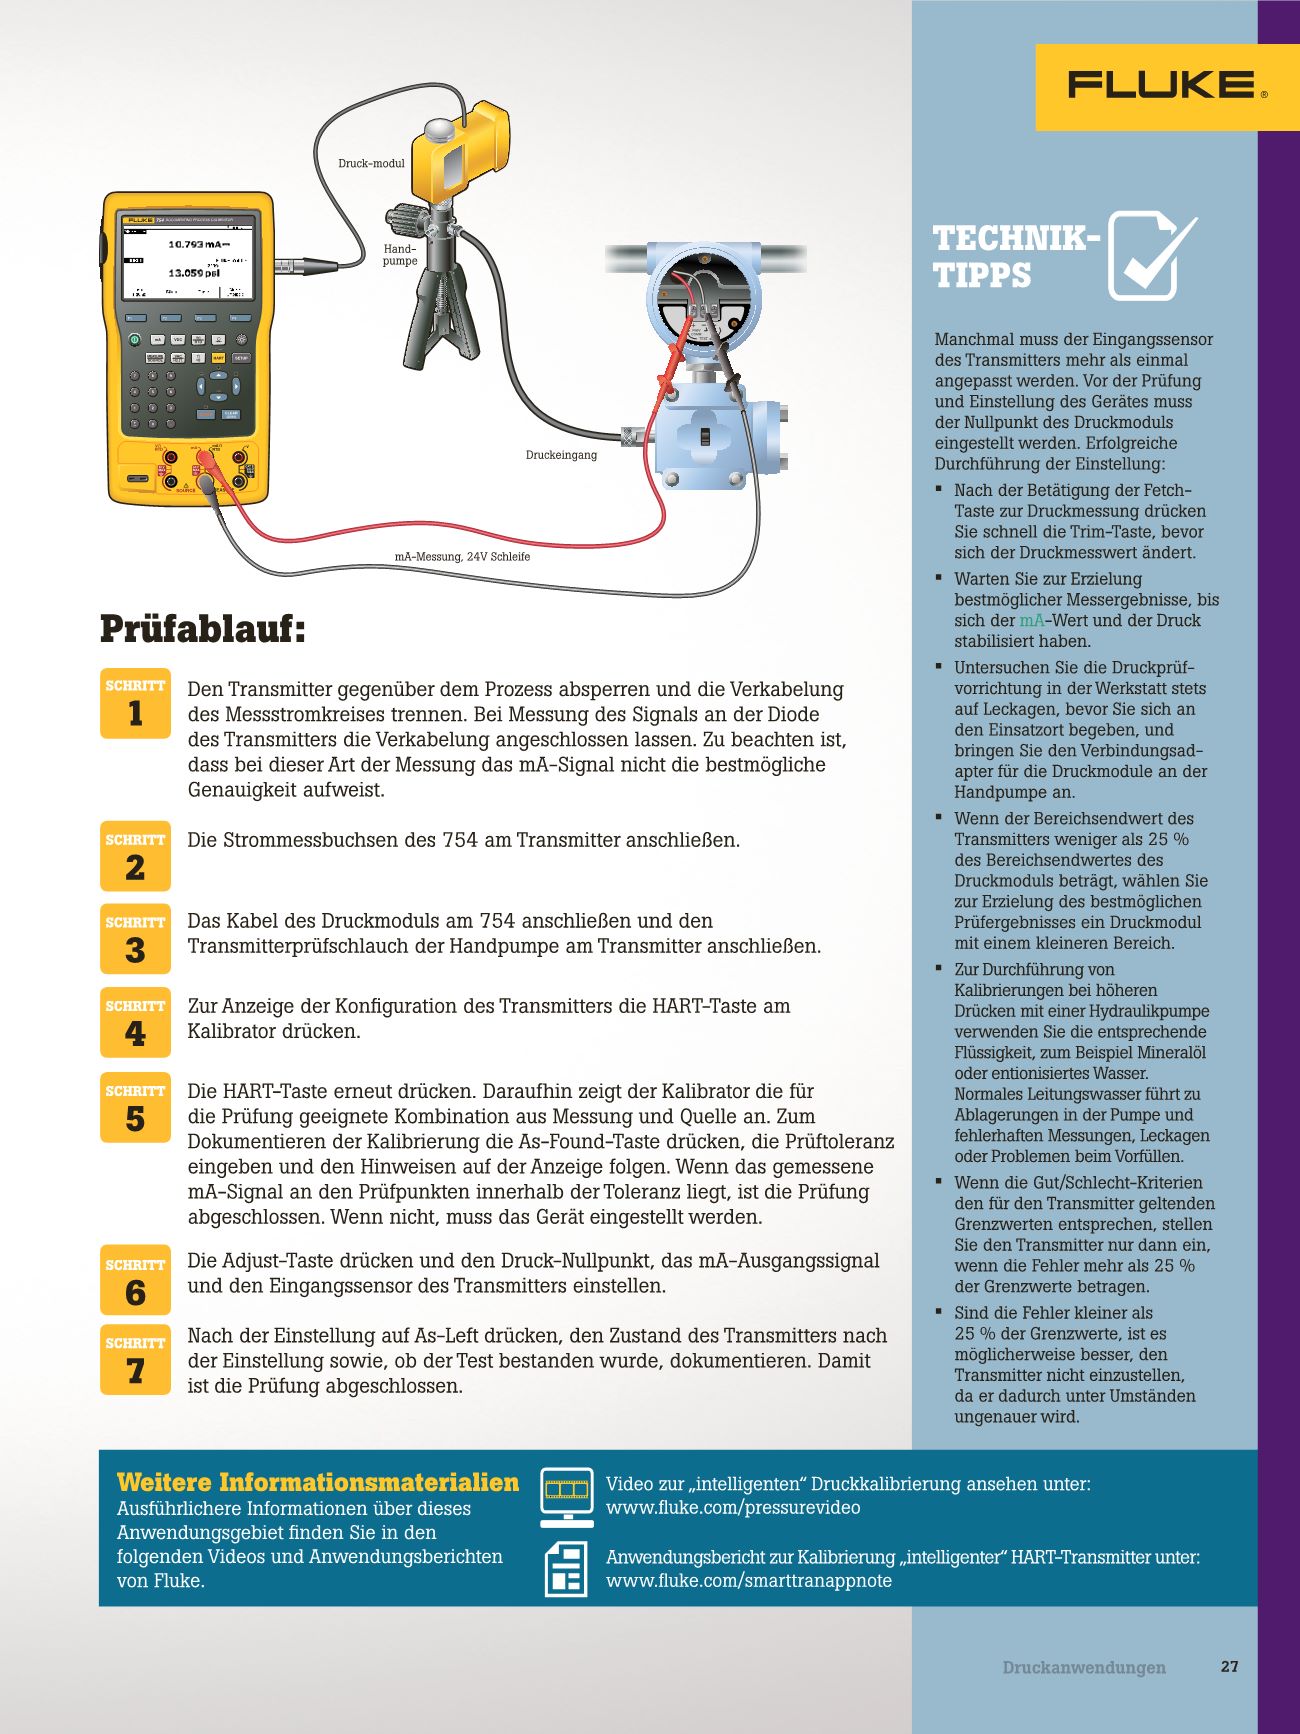 FLUKE®
Druck-modul
Hand-
pumpe
FLUKE 754 DOCUMENTING PROCESS CALIBRATOR
10.793 mA
13.059 psi
HART
SETUP
CLEAR
SOURCE
Druckeingang
mA-Messung, 24V Schleife
Prüfablauf:
SCHRITT
1
Den Transmitter gegenüber dem Prozess absperren und die Verkabelung
des Messstromkreises trennen. Bei Messung des Signals an der Diode
des Transmitters die Verkabelung angeschlossen lassen. Zu beachten ist,
dass bei dieser Art der Messung das mA-Signal nicht die bestmögliche
Genauigkeit aufweist.
SCHRITT
2
Die Strommessbuchsen des 754 am Transmitter anschließen.
SCHRITT
3
Das Kabel des Druckmoduls am 754 anschließen und den
Transmitterprüfschlauch der Handpumpe am Transmitter anschließen.
SCHRITT
4
Zur Anzeige der Konfiguration des Transmitters die HART-Taste am
Kalibrator drücken.
SCHRITT
5
Die HART-Taste erneut drücken. Daraufhin zeigt der Kalibrator die für
die Prüfung geeignete Kombination aus Messung und Quelle an. Zum
Dokumentieren der Kalibrierung die As-Found-Taste drücken, die Prüftoleranz
eingeben und den Hinweisen auf der Anzeige folgen. Wenn das gemessene
mA-Signal an den Prüfpunkten innerhalb der Toleranz liegt, ist die Prüfung
abgeschlossen. Wenn nicht, muss das Gerät eingestellt werden.
SCHRITT
6
Die Adjust-Taste drücken und den Druck-Nullpunkt, das mA-Ausgangssignal
und den Eingangssensor des Transmitters einstellen.
SCHRITT
7
Nach der Einstellung auf As-Left drücken, den Zustand des Transmitters nach
der Einstellung sowie, ob der Test bestanden wurde, dokumentieren. Damit
ist die Prüfung abgeschlossen.
TECHNIK-
TIPPS
Manchmal muss der Eingangssensor
des Transmitters mehr als einmal
angepasst werden. Vor der Prüfung
und Einstellung des Gerätes muss
der Nullpunkt des Druckmoduls
eingestellt werden. Erfolgreiche
Durchführung der Einstellung:
▪ Nach der Betätigung der Fetch-
Taste zur Druckmessung drücken
Sie schnell die Trim-Taste, bevor
sich der Druckmesswert ändert.
▪ Warten Sie zur Erzielung
bestmöglicher Messergebnisse, bis
sich der mA-Wert und der Druck
stabilisiert haben.
▪ Untersuchen Sie die Druckprüf-
vorrichtung in der Werkstatt stets
auf Leckagen, bevor Sie sich an
den Einsatzort begeben, und
bringen Sie den Verbindungsad-
apter für die Druckmodule an der
Handpumpe an.
▪ Wenn der Bereichsendwert des
Transmitters weniger als 25 %
des Bereichsendwertes des
Druckmoduls beträgt, wählen Sie
zur Erzielung des bestmöglichen
Prüfergebnisses ein Druckmodul
mit einem kleineren Bereich.
▪ Zur Durchführung von
Kalibrierungen bei höheren
Drücken mit einer Hydraulikpumpe
verwenden Sie die entsprechende
Flüssigkeit, zum Beispiel Mineralöl
oder entionisiertes Wasser.
Normales Leitungswasser führt zu
Ablagerungen in der Pumpe und
fehlerhaften Messungen, Leckagen
oder Problemen beim Vorfüllen.
▪ Wenn die Gut/Schlecht-Kriterien
den für den Transmitter geltenden
Grenzwerten entsprechen, stellen
Sie den Transmitter nur dann ein,
wenn die Fehler mehr als 25 %
der Grenzwerte betragen.
▪ Sind die Fehler kleiner als
25 % der Grenzwerte, ist es
möglicherweise besser, den
Transmitter nicht einzustellen,
da er dadurch unter Umständen
ungenauer wird.
Weitere Informationsmaterialien
Ausführlichere Informationen über dieses
Anwendungsgebiet finden Sie in den
folgenden Videos und Anwendungsberichten
von Fluke.
Video zur „intelligenten“ Druckkalibrierung ansehen unter:
www.fluke.com/pressurevideo
Anwendungsbericht zur Kalibrierung „intelligenter“ HART-Transmitter unter:
www.fluke.com/smarttranappnote
Druckanwendungen 27